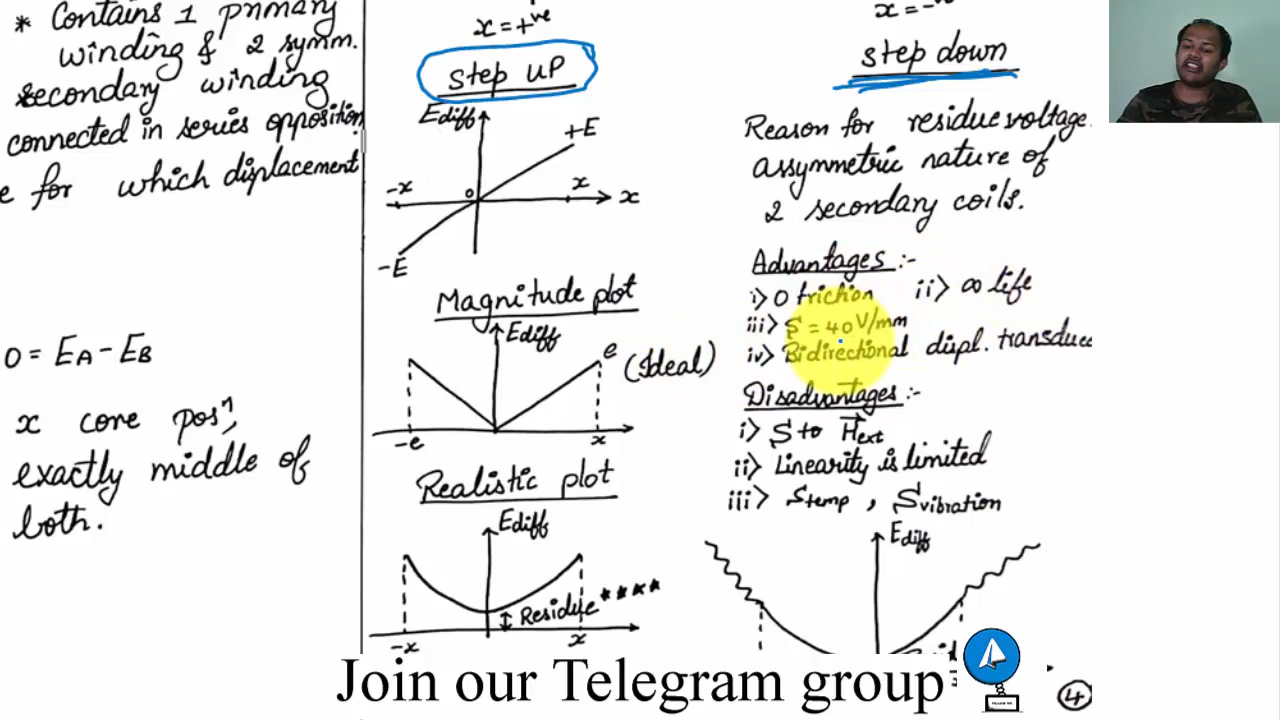 * Contains 1 primary
winding & 2 symm.
secondary winding
connected in series opposition
e for which displacement
0 = EA - EB
x core posⁿ,
exactly middle of
both.
x = +ve
step up
Ediff
+E
-x
0
x
x
-E
Magnitude plot
Ediff
e (Ideal)
-e
x
Realistic plot
Ediff
Residue ****
-x
x
x = -ve
step down
Reason for residue voltage.
assymetric nature of
2 secondary coils.
Advantages :-
i> 0 friction ii> ∞ life
iii> S = 40 V/mm
iv> Bidirectional displ. transduce
Disadvantages :-
i> S to Hext
ii> Linearity is limited
iii> Stemp , Svibration
Ediff
4
Join our Telegram group